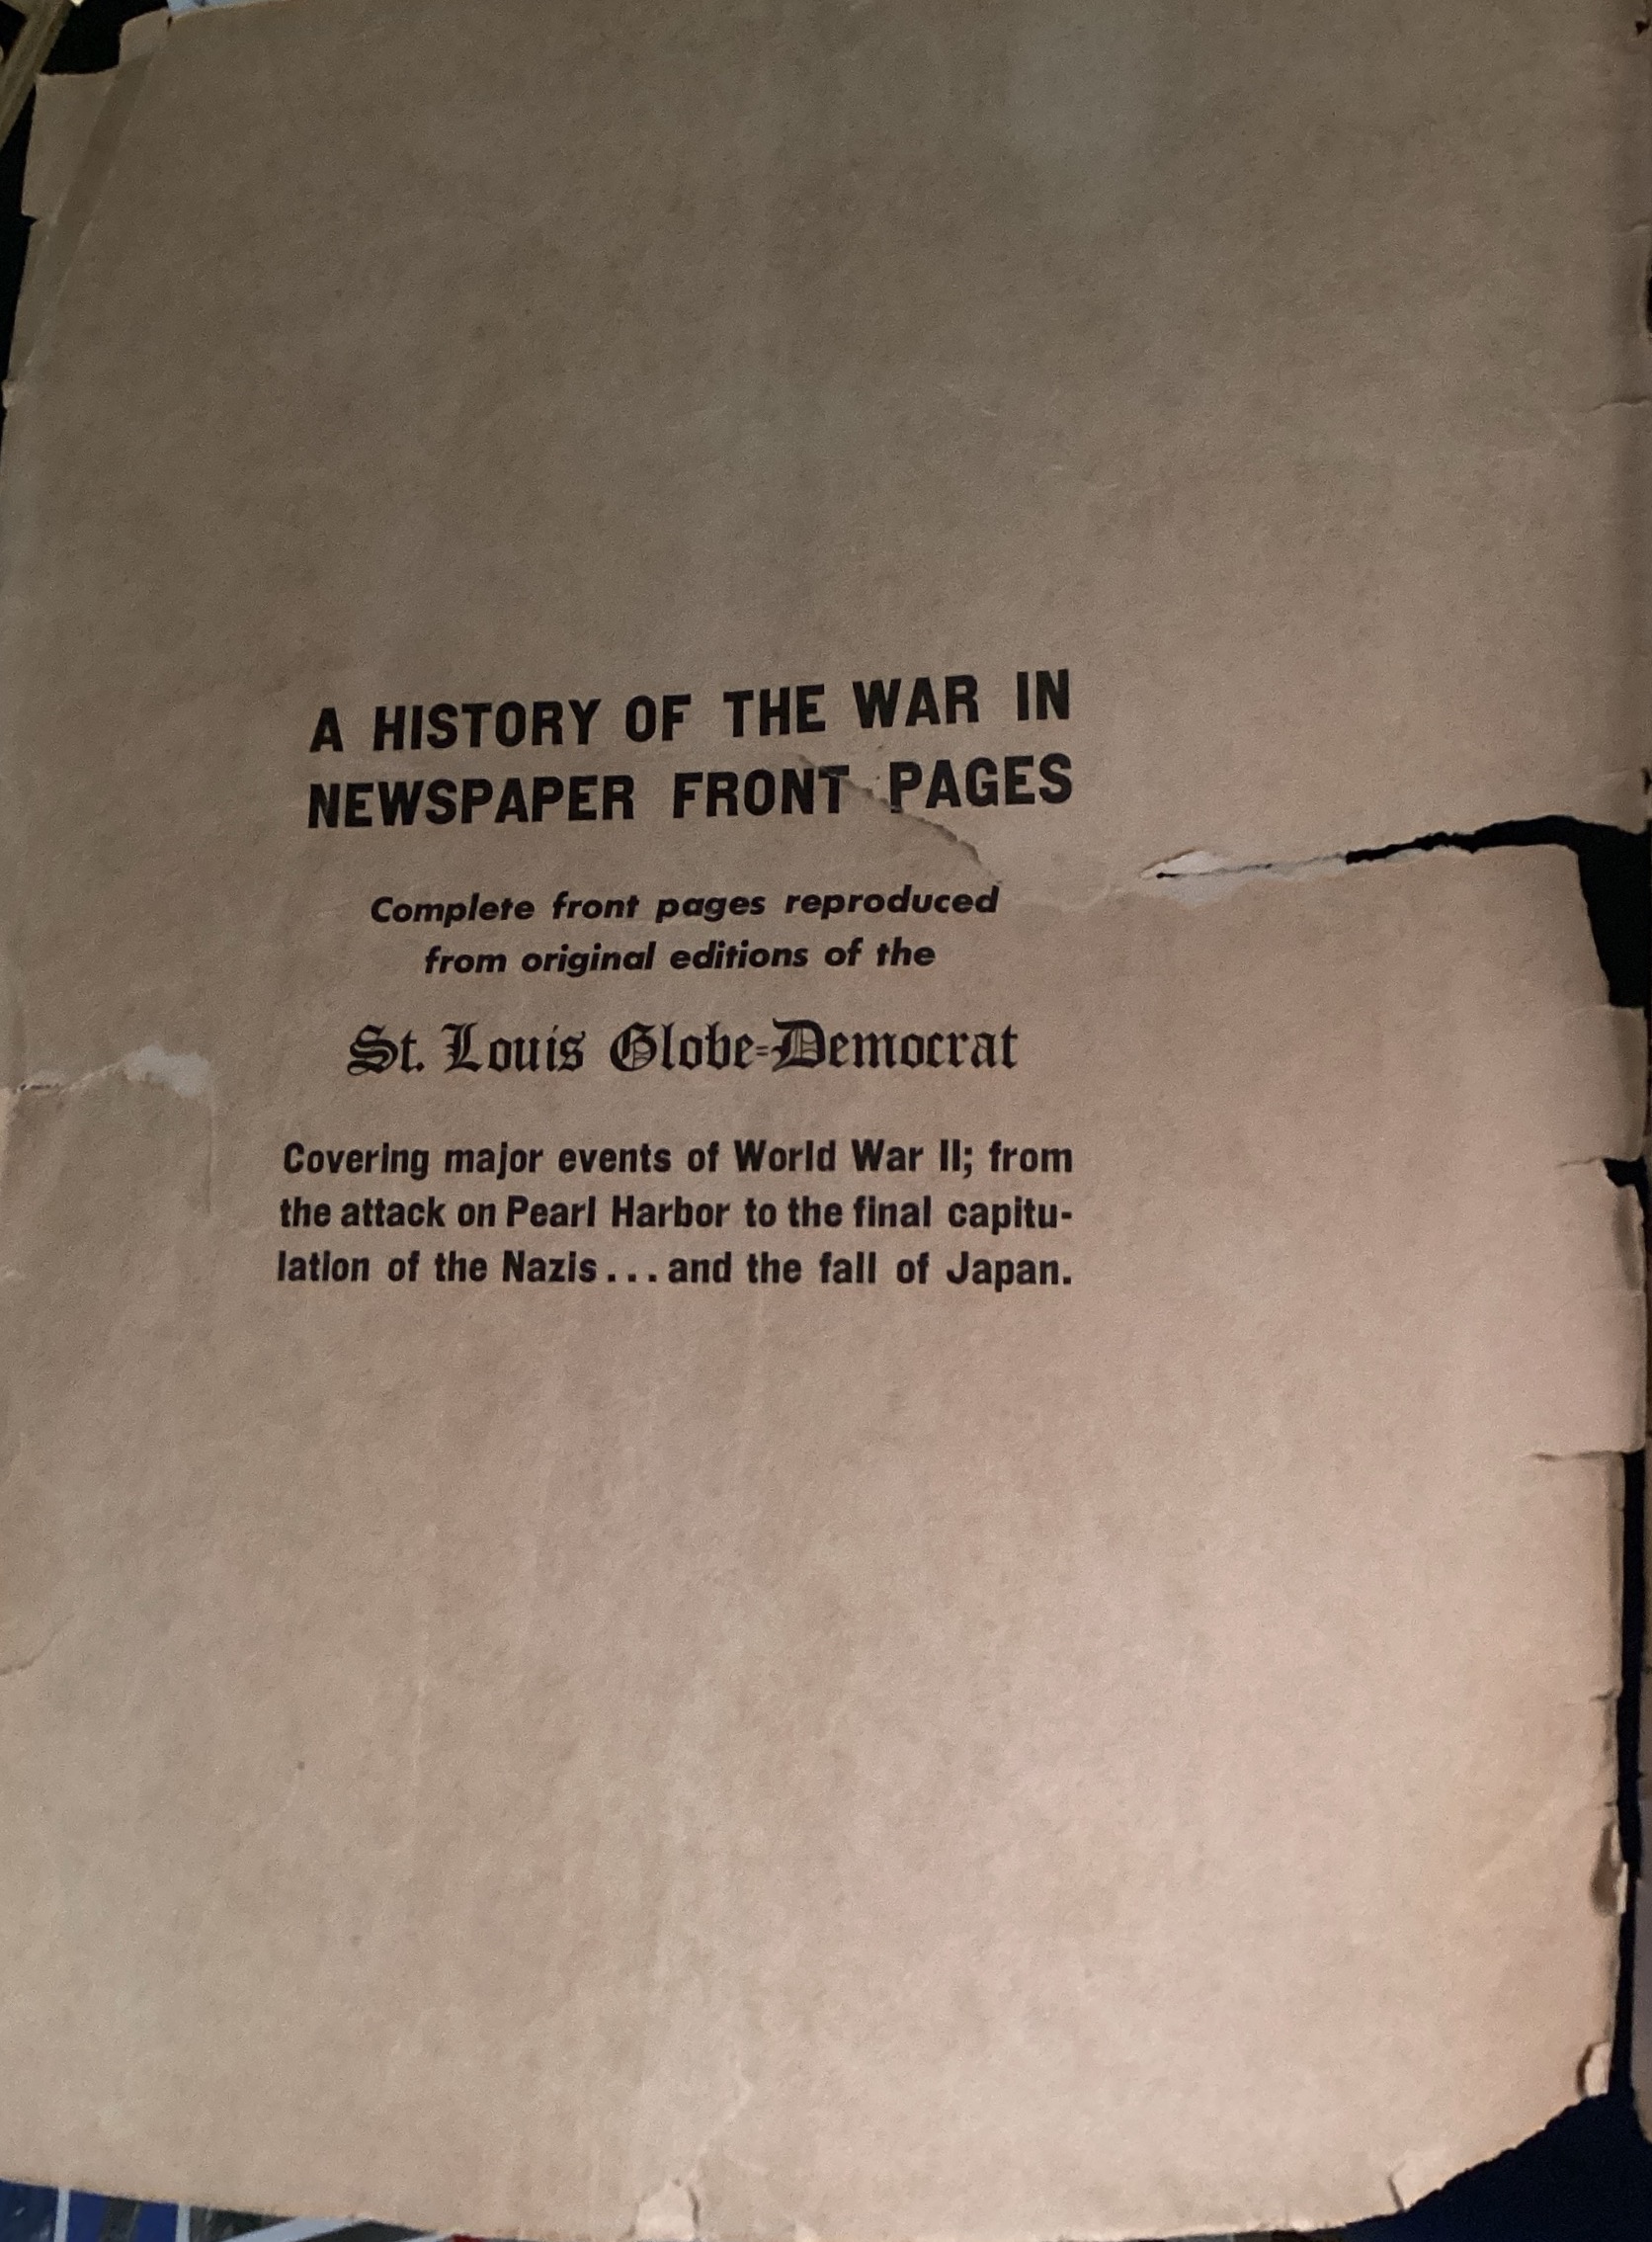 A HISTORY OF THE WAR IN
NEWSPAPER FRONT PAGES
Complete front pages reproduced
from original editions of the
St. Louis Globe-Democrat
Covering major events of World War II; from
the attack on Pearl Harbor to the final capitu-
lation of the Nazis . . . and the fall of Japan.